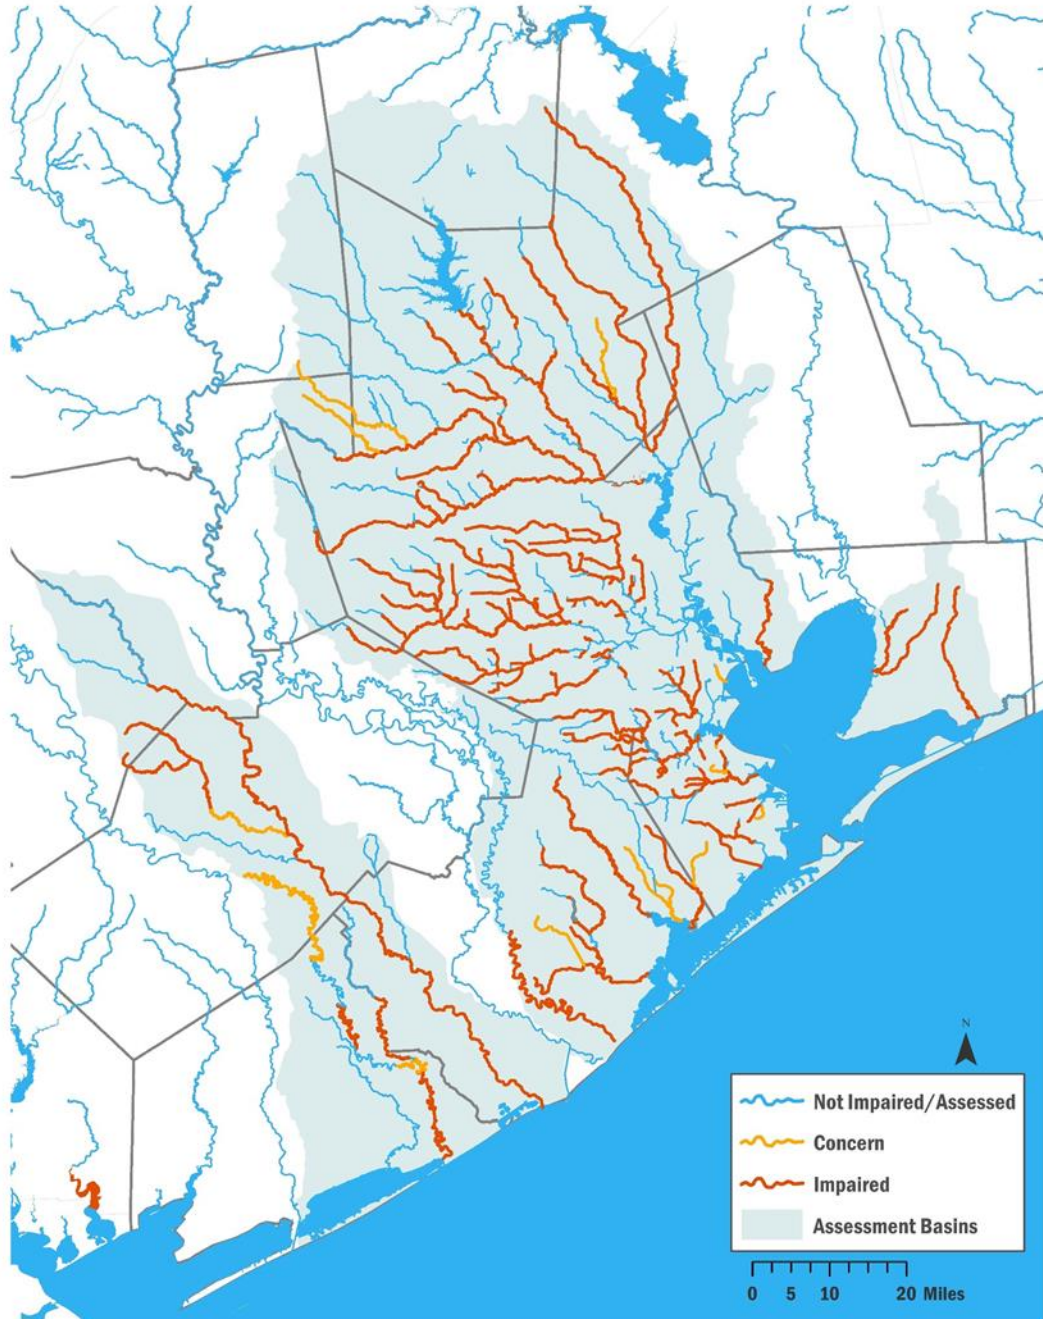 N
Not Impaired/Assessed
Concern
Impaired
Assessment Basins
0 5 10 20 Miles